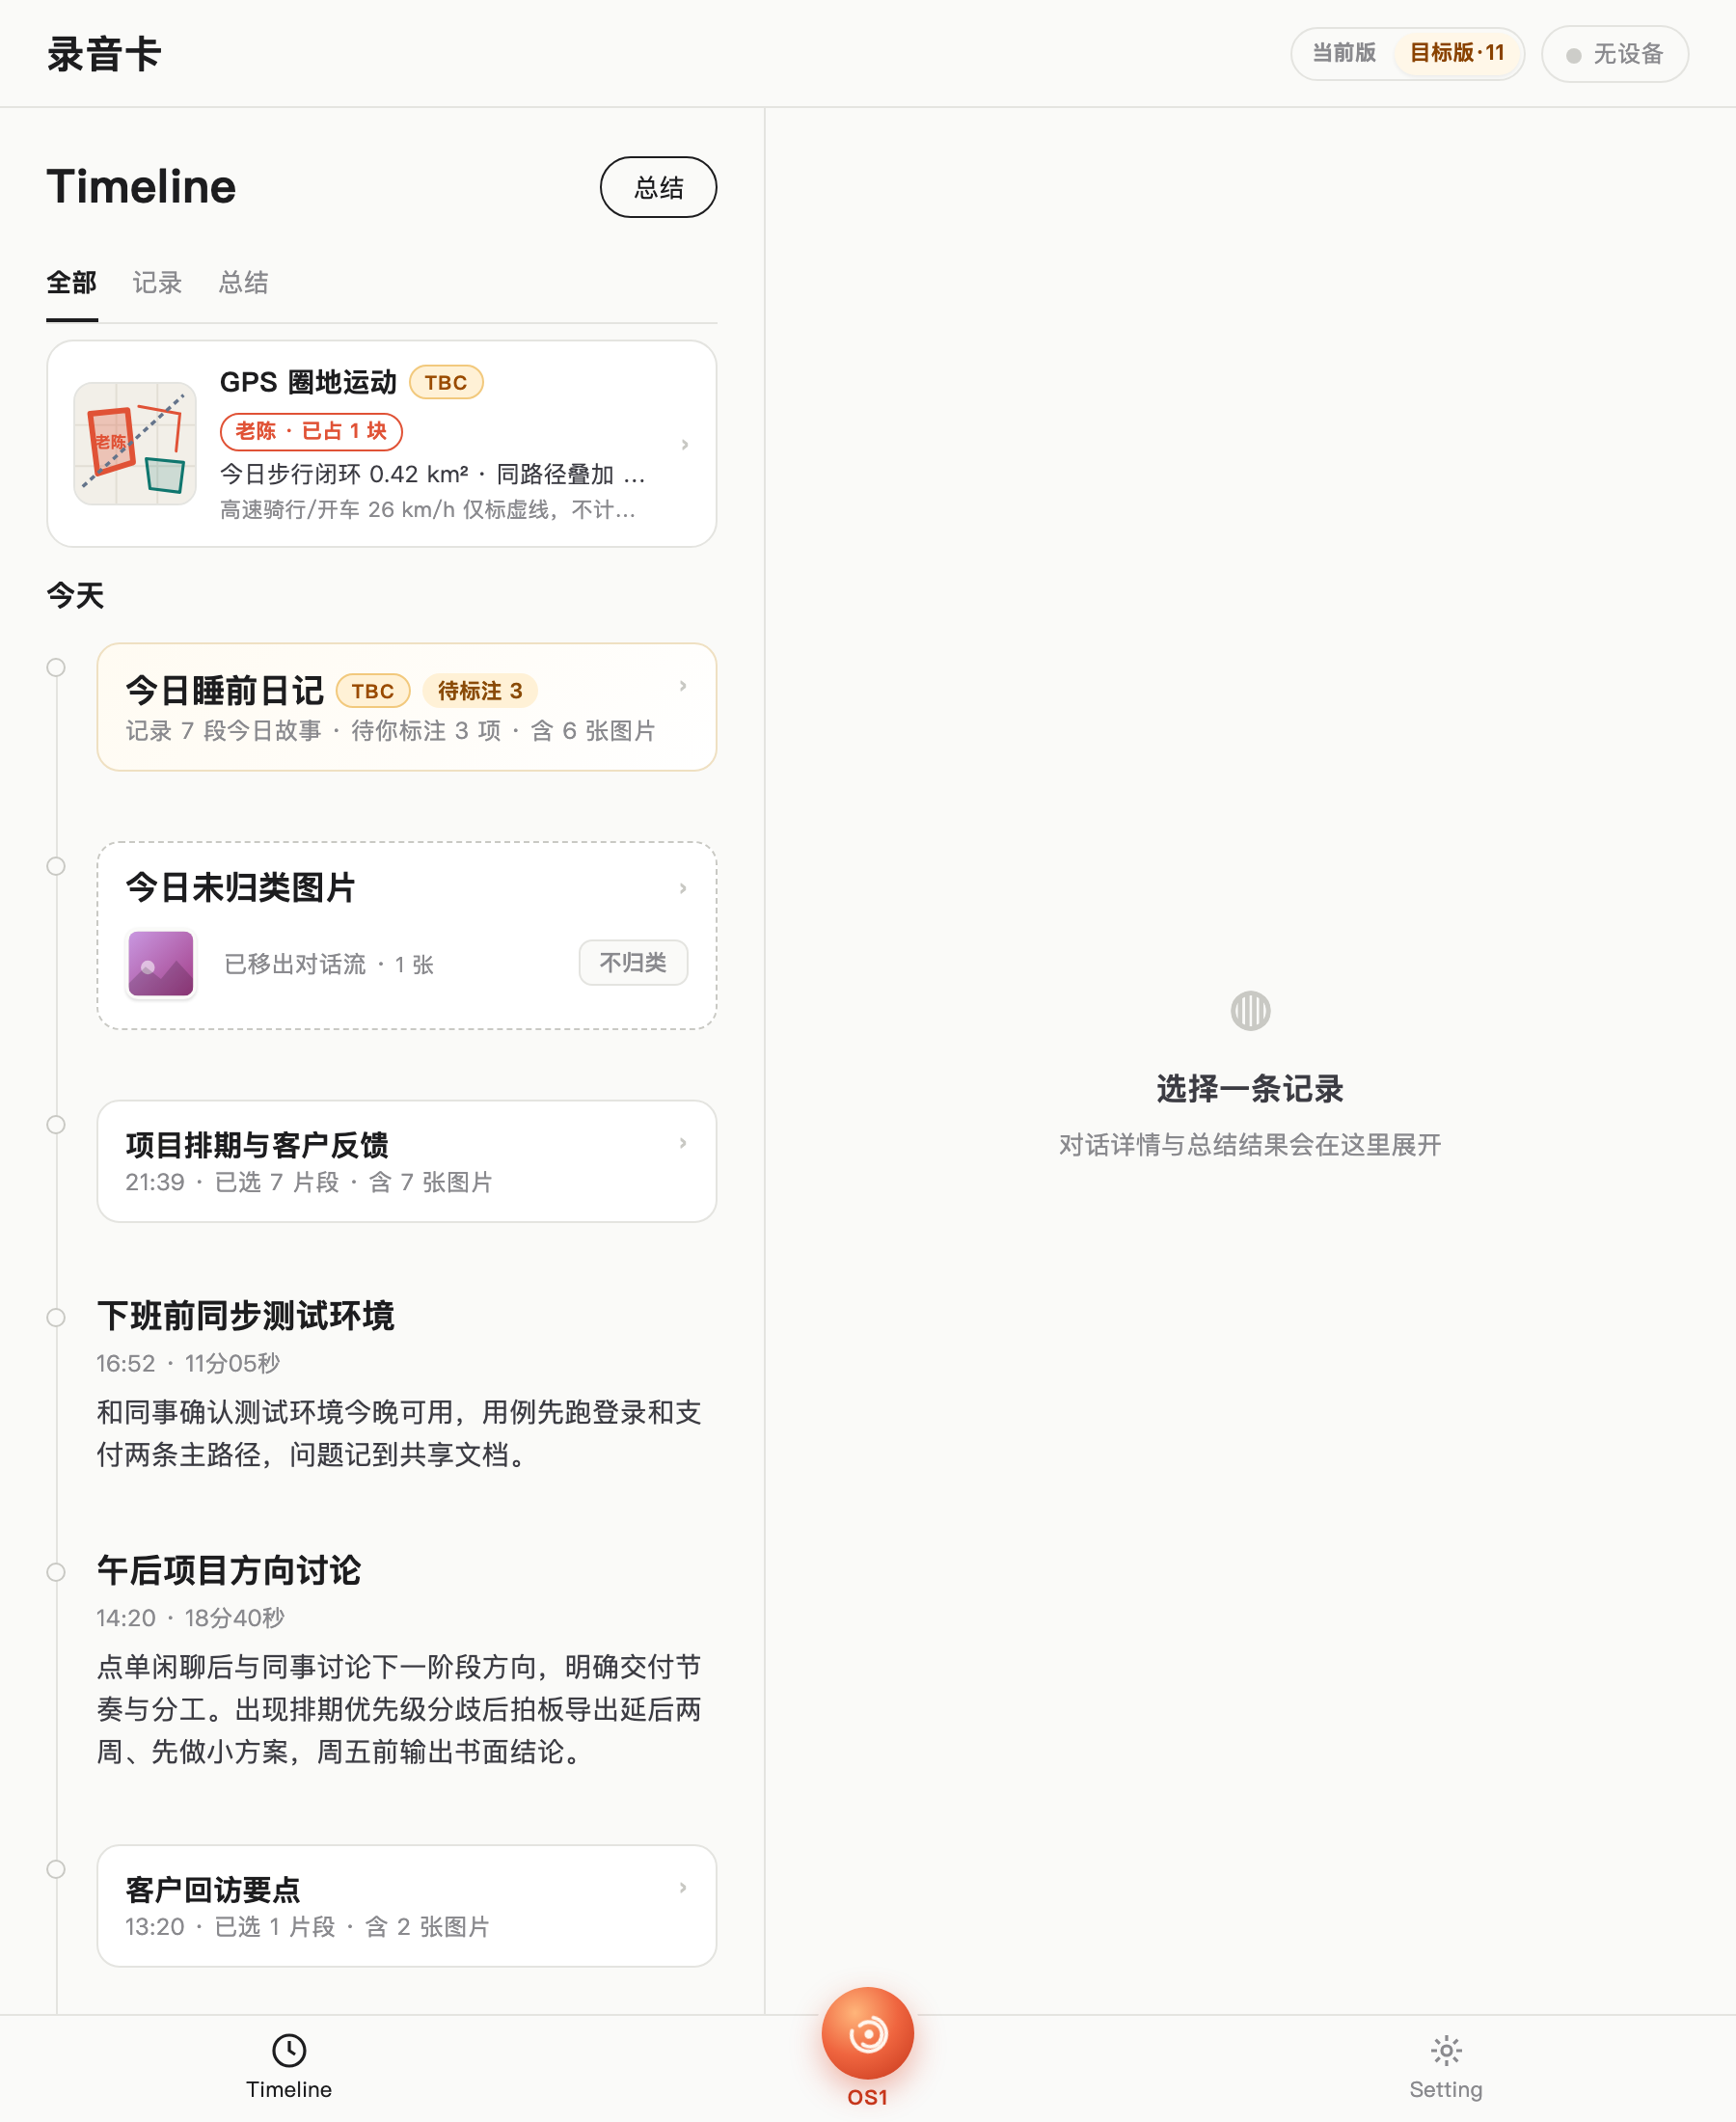 录音卡
当前版 目标版·11 无设备
Timeline 总结
全部 记录 总结
老陈
GPS 圈地运动 TBC
老陈 · 已占 1 块
今日步行闭环 0.42 km² · 同路径叠加 ...
高速骑行/开车 26 km/h 仅标虚线，不计...
今天
今日睡前日记 TBC 待标注 3
记录 7 段今日故事 · 待你标注 3 项 · 含 6 张图片
今日未归类图片
已移出对话流 · 1 张 不归类
项目排期与客户反馈
21:39 · 已选 7 片段 · 含 7 张图片
下班前同步测试环境
16:52 · 11分05秒
和同事确认测试环境今晚可用，用例先跑登录和支
付两条主路径，问题记到共享文档。
午后项目方向讨论
14:20 · 18分40秒
点单闲聊后与同事讨论下一阶段方向，明确交付节
奏与分工。出现排期优先级分歧后拍板导出延后两
周、先做小方案，周五前输出书面结论。
客户回访要点
13:20 · 已选 1 片段 · 含 2 张图片
选择一条记录
对话详情与总结结果会在这里展开
Timeline OS1 Setting